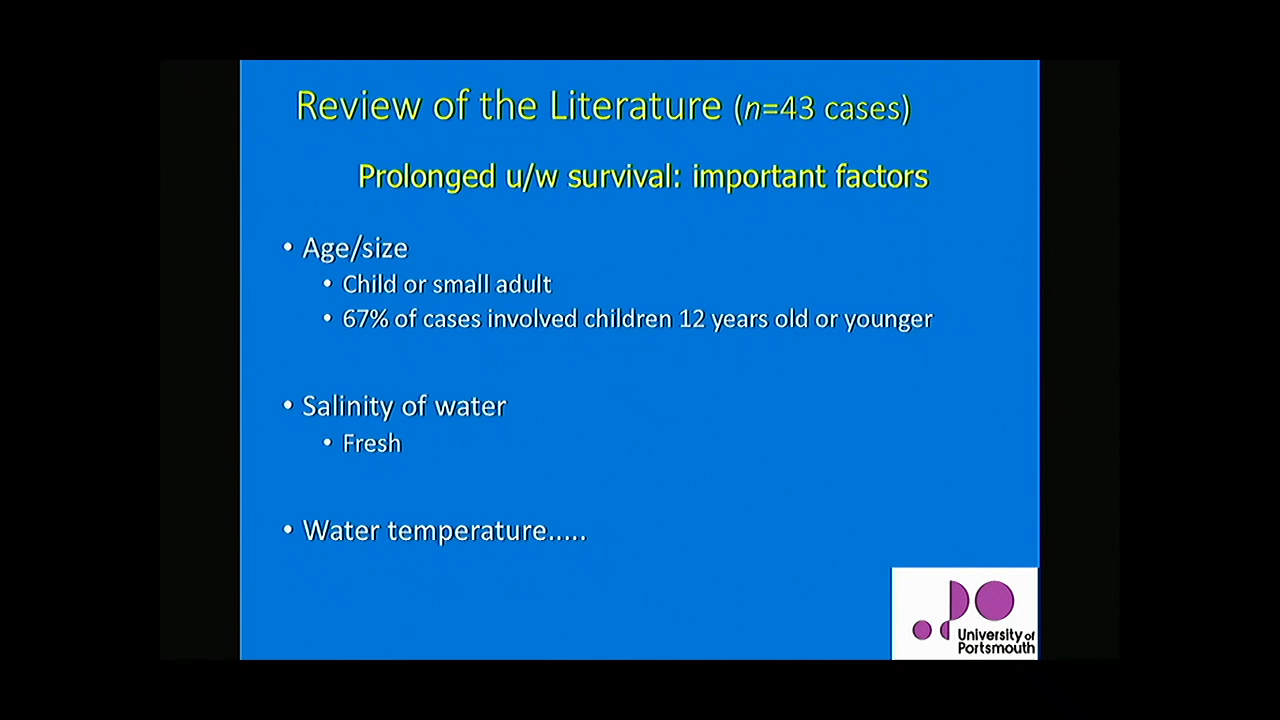 Review of the Literature (n=43 cases)
Prolonged u/w survival: important factors
• Age/size
• Child or small adult
• 67% of cases involved children 12 years old or younger
• Salinity of water
• Fresh
• Water temperature.....
University of
Portsmouth